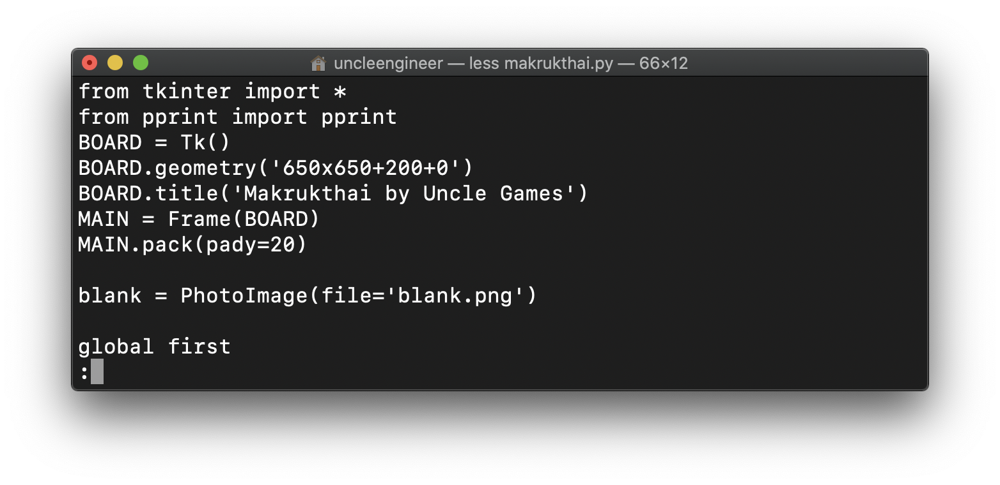 uncleengineer — less makrukthai.py — 66×12
from tkinter import *
from pprint import pprint
BOARD = Tk()
BOARD.geometry('650x650+200+0')
BOARD.title('Makrukthai by Uncle Games')
MAIN = Frame(BOARD)
MAIN.pack(pady=20)

blank = PhotoImage(file='blank.png')

global first
: